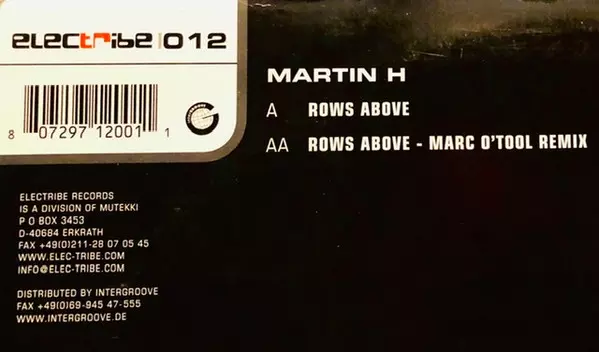 ELECTRIBE 012
8 07297 12001 1
MARTIN H
A ROWS ABOVE
AA ROWS ABOVE - MARC O'TOOL REMIX
ELECTRIBE RECORDS
IS A DIVISION OF MUTEKKI
P O BOX 3453
D-40684 ERKRATH
FAX +49(0)211-28 07 05 45
WWW.ELEC-TRIBE.COM
INFO@ELEC-TRIBE.COM
DISTRIBUTED BY INTERGROOVE
FAX +49(0)69-945 47-555
WWW.INTERGROOVE.DE